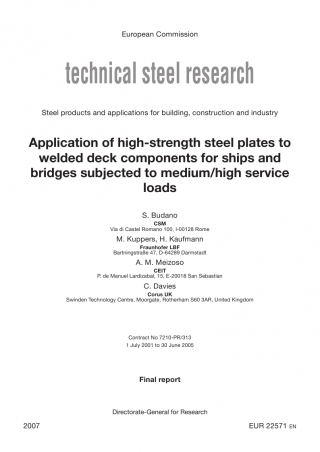 European Commission
technical steel research
Steel products and applications for building, construction and industry
Application of high-strength steel plates to
welded deck components for ships and
bridges subjected to medium/high service
loads
S. Budano
CSM
Via di Castel Romano 100, I-00128 Rome
M. Kuppers, H. Kaufmann
Fraunhofer LBF
Bartningstraße 47, D-64289 Darmstadt
A. M. Meizoso
CEIT
P. de Manuel Lardizabal, 15, E-20018 San Sebastian
C. Davies
Corus UK
Swinden Technology Centre, Moorgate, Rotherham S60 3AR, United Kingdom
Contract No 7210-PR/313
1 July 2001 to 30 June 2005
Final report
Directorate-General for Research
2007 EUR 22571 EN